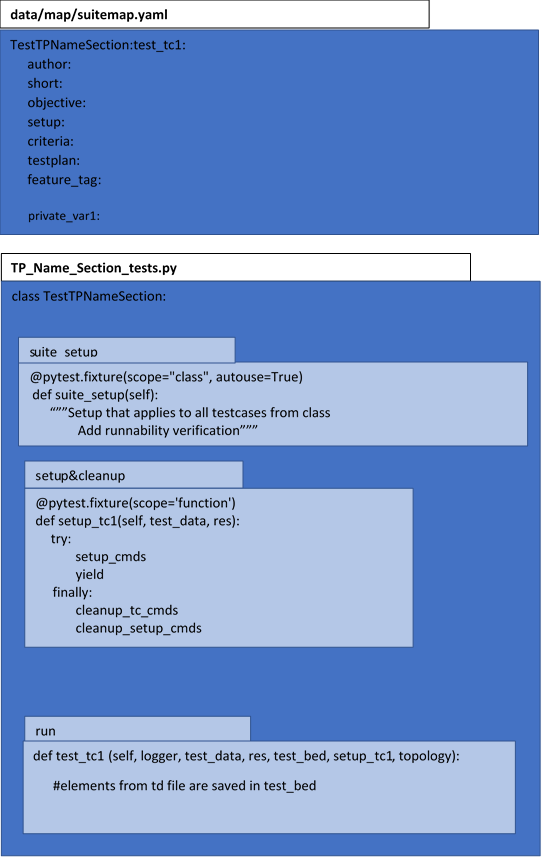 data/map/suitemap.yaml
TestTPNameSection:test_tc1:
author:
short:
objective:
setup:
criteria:
testplan:
feature_tag:
private_var1:
TP_Name_Section_tests.py
class TestTPNameSection:
suite_setup
@pytest.fixture(scope="class", autouse=True)
def suite_setup(self):
“””Setup that applies to all testcases from class
Add runnability verification”””
setup&cleanup
@pytest.fixture(scope='function')
def setup_tc1(self, test_data, res):
try:
setup_cmds
yield
finally:
cleanup_tc_cmds
cleanup_setup_cmds
run
def test_tc1 (self, logger, test_data, res, test_bed, setup_tc1, topology):
#elements from td file are saved in test_bed